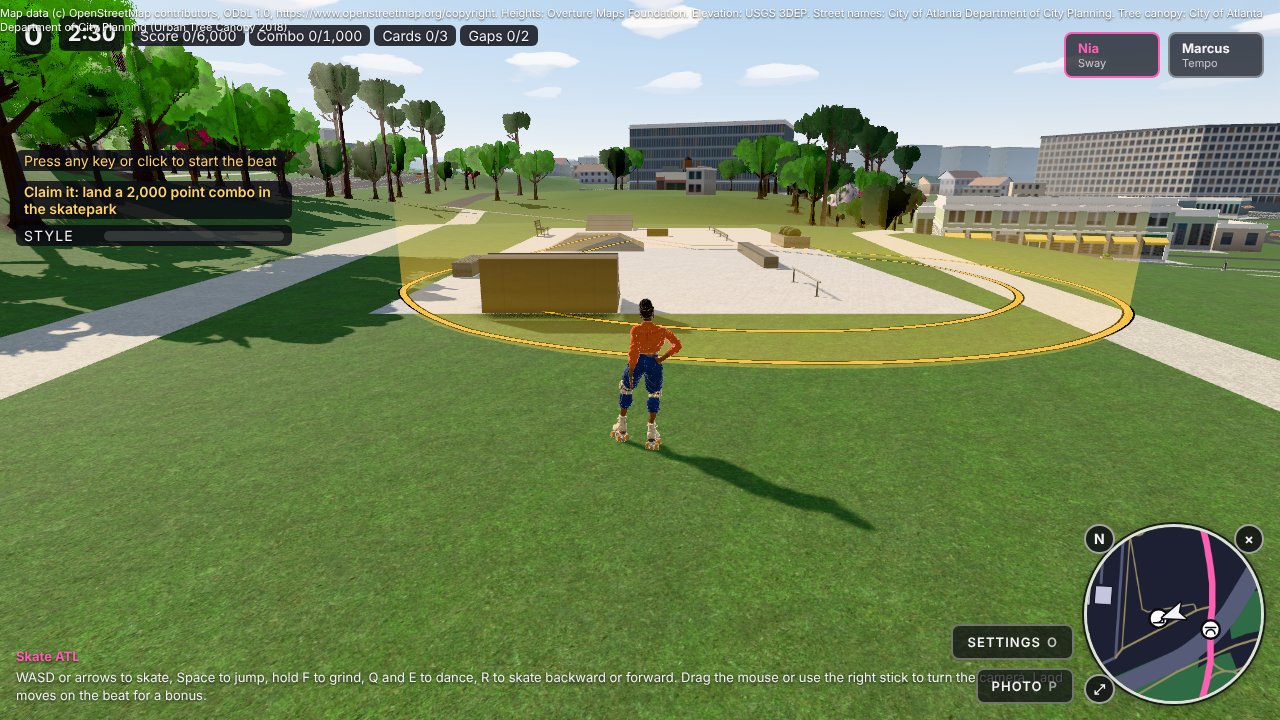 Map data (c) OpenStreetMap contributors, ODbL 1.0, https://www.openstreetmap.org/copyright. Heights: Overture Maps Foundation. Elevation: USGS 3DEP. Street names: City of Atlanta Department of City Planning. Tree canopy: City of Atlanta
Department of City Planning (Urban Tree Canopy 2018).
0 2:30 Score 0/6,000 Combo 0/1,000 Cards 0/3 Gaps 0/2
Nia
Sway
Marcus
Tempo
Press any key or click to start the beat
Claim it: land a 2,000 point combo in
the skatepark
STYLE
N
×
SETTINGS O
PHOTO P
Skate ATL
WASD or arrows to skate, Space to jump, hold F to grind, Q and E to dance, R to skate backward or forward. Drag the mouse or use the right stick to turn the camera. Land
moves on the beat for a bonus.